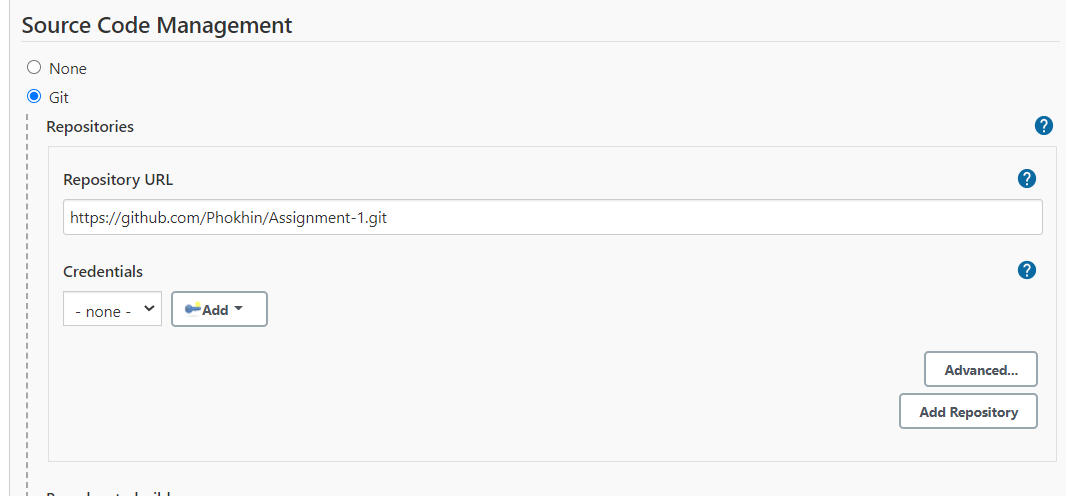 Source Code Management
None
Git
Repositories
?
Repository URL
?
https://github.com/Phokhin/Assignment-1.git
Credentials
?
- none -
Add
Advanced...
Add Repository